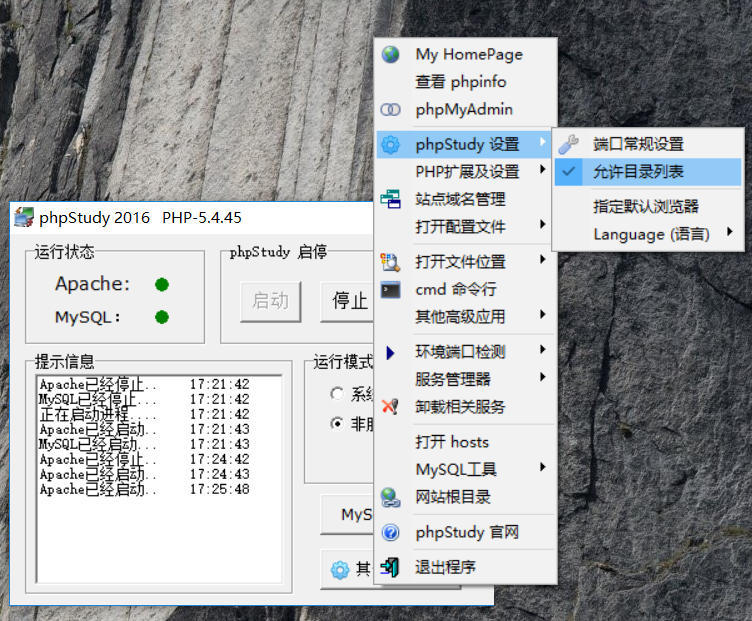 My HomePage
查看 phpinfo
phpMyAdmin
phpStudy 设置
PHP扩展及设置
站点域名管理
打开配置文件
打开文件位置
cmd 命令行
其他高级应用
环境端口检测
服务管理器
卸载相关服务
打开 hosts
MySQL工具
网站根目录
phpStudy 官网
退出程序
端口常规设置
允许目录列表
指定默认浏览器
Language (语言)
phpStudy 2016 PHP-5.4.45
运行状态
Apache:
MySQL:
phpStudy 启停
启动
停止
提示信息
Apache已经停止.. 17:21:42
MySQL已经停止.. 17:21:42
正在启动进程.... 17:21:42
Apache已经启动.. 17:21:43
MySQL已经启动... 17:21:43
Apache已经停止.. 17:24:42
Apache已经启动.. 17:24:43
Apache已经启动.. 17:25:48
运行模式
系
非
MyS
其